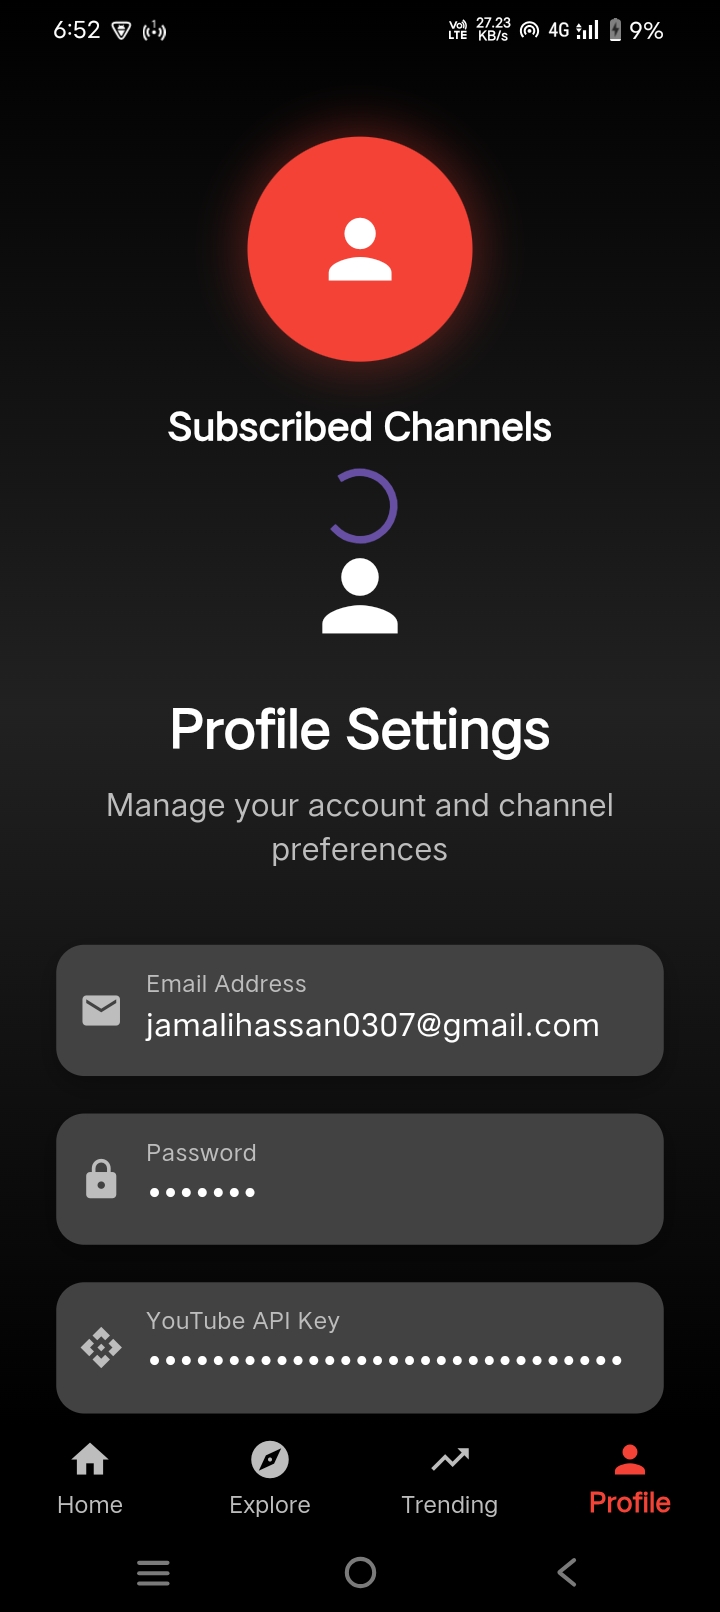 6:52
Vo) LTE 27.23 KB/s 4G 9%
Subscribed Channels
Profile Settings
Manage your account and channel
preferences
Email Address
jamalihassan0307@gmail.com
Password
•••••••
YouTube API Key
••••••••••••••••••••••••••••••
Home Explore Trending Profile